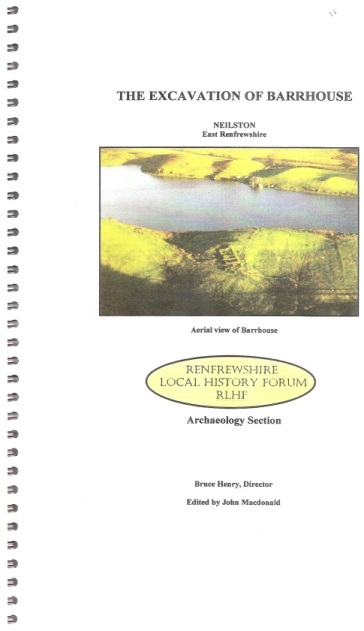 THE EXCAVATION OF BARRHOUSE
NEILSTON
East Renfrewshire
Aerial view of Barrhouse
RENFREWSHIRE
LOCAL HISTORY FORUM
RLHF
Archaeology Section
Bruce Henry, Director
Edited by John Macdonald